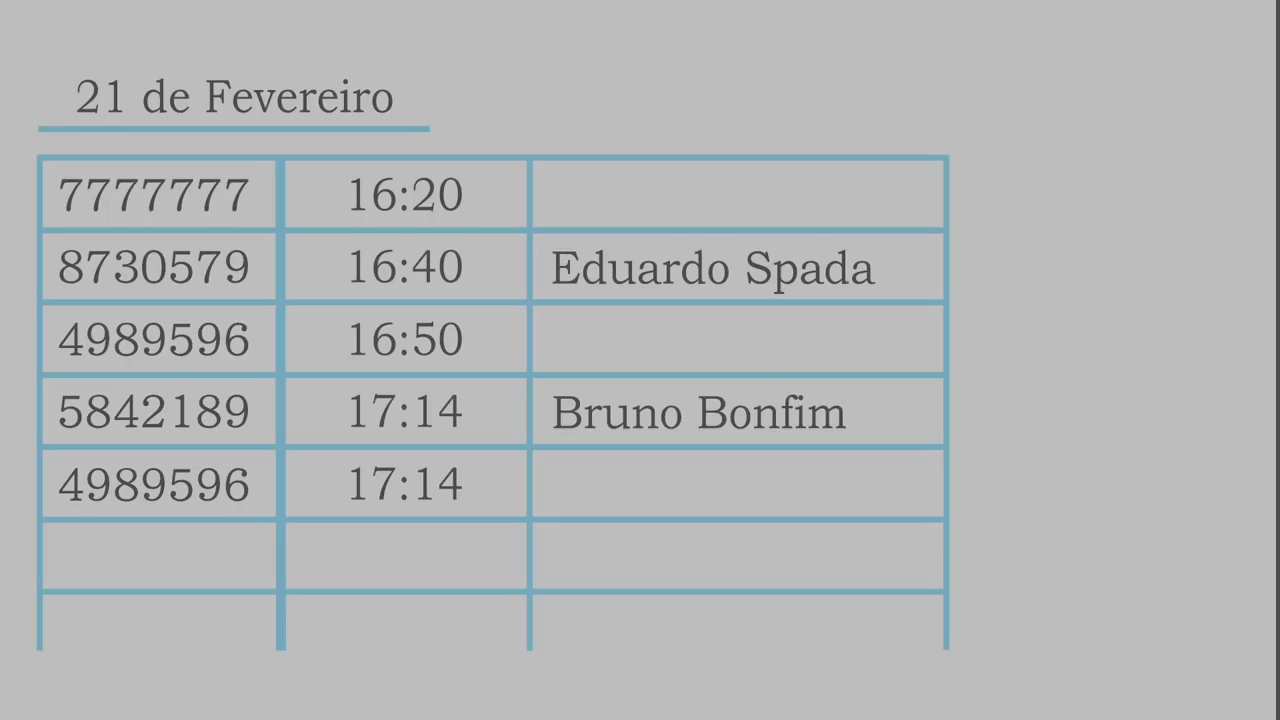 21 de Fevereiro
7777777 16:20
8730579 16:40 Eduardo Spada
4989596 16:50
5842189 17:14 Bruno Bonfim
4989596 17:14